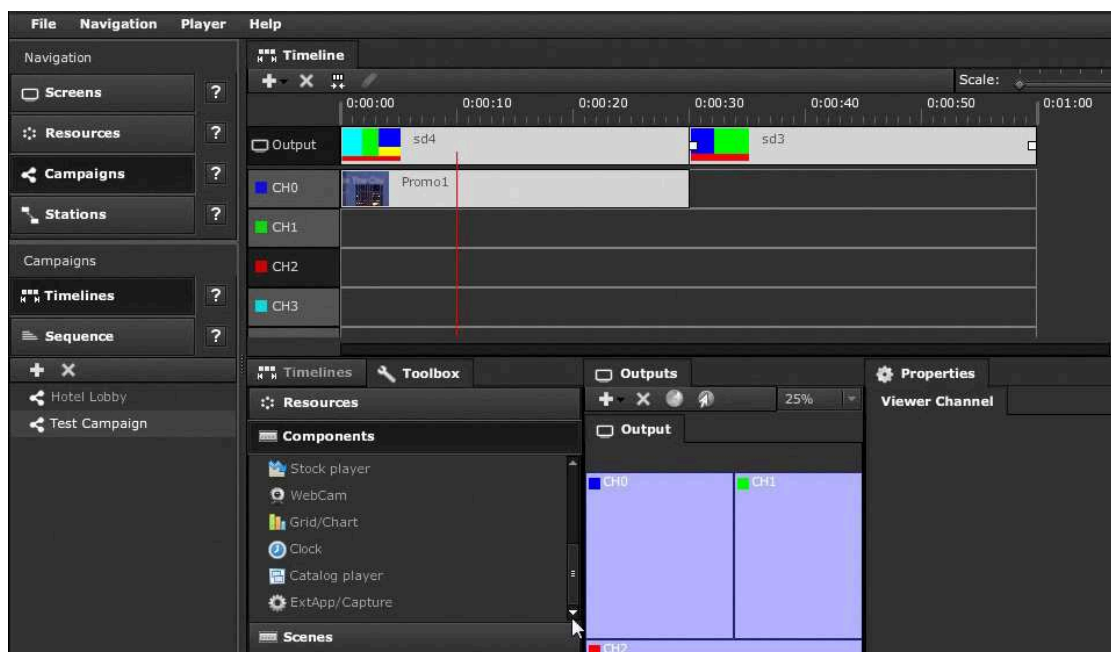 File Navigation Player Help
Navigation
Screens ?
Resources ?
Campaigns ?
Stations ?
Campaigns
Timelines ?
Sequence ?
Hotel Lobby
Test Campaign
Timeline
Scale:
0:00:00 0:00:10 0:00:20 0:00:30 0:00:40 0:00:50 0:01:00
Output sd4 sd3
CH0 Promo1
CH1
CH2
CH3
Timelines Toolbox
Resources
Components
Stock player
WebCam
Grid/Chart
Clock
Catalog player
ExtApp/Capture
Scenes
Outputs
25%
Output
CH0 CH1
CH2
Properties
Viewer Channel